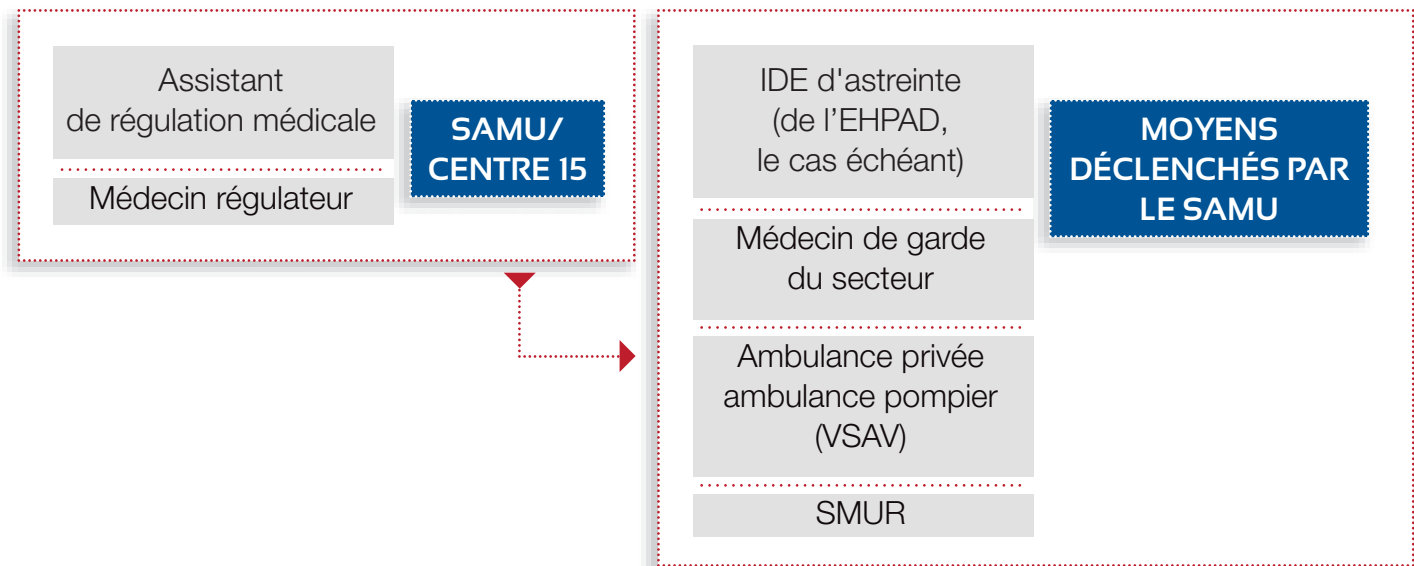 Assistant
de régulation médicale
Médecin régulateur
SAMU/
CENTRE 15
IDE d'astreinte
(de l’EHPAD,
le cas échéant)
Médecin de garde
du secteur
Ambulance privée
ambulance pompier
(VSAV)
SMUR
MOYENS
DÉCLENCHÉS PAR
LE SAMU